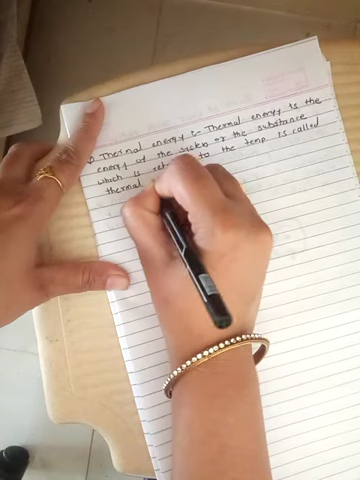 Thermal energy :- Thermal energy is the
energy of the system or the substance
which is to the temp is called
thermal